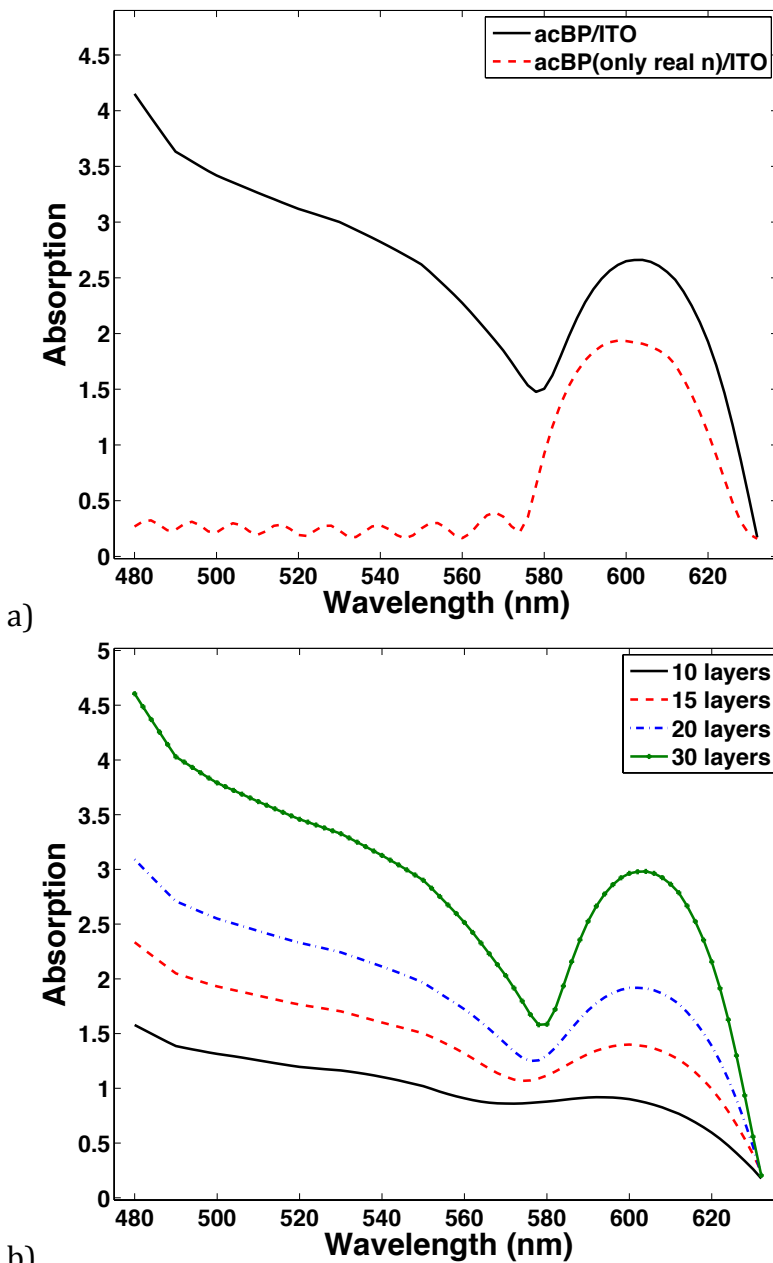 4.5
4
3.5
3
2.5
2
1.5
1
0.5
0
Absorption
acBP/ITO
acBP(only real n)/ITO
480 500 520 540 560 580 600 620
Wavelength (nm)
a)
5
4.5
4
3.5
3
2.5
2
1.5
1
0.5
0
Absorption
10 layers
15 layers
20 layers
30 layers
480 500 520 540 560 580 600 620
Wavelength (nm)
b)